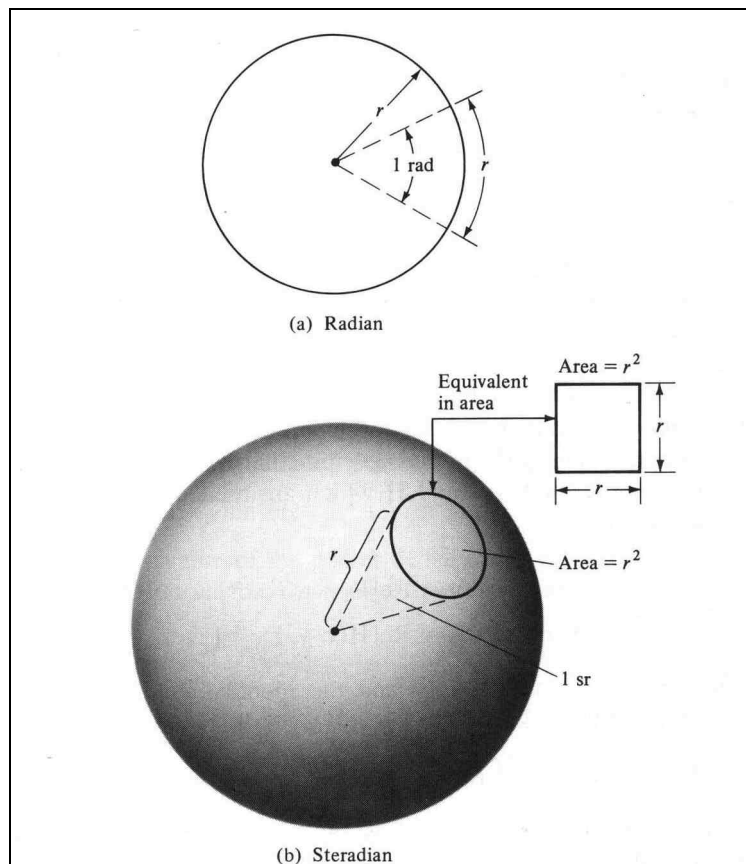 r
1 rad
r
(a) Radian
Area = r²
Equivalent
in area
r
r
r
Area = r²
1 sr
(b) Steradian